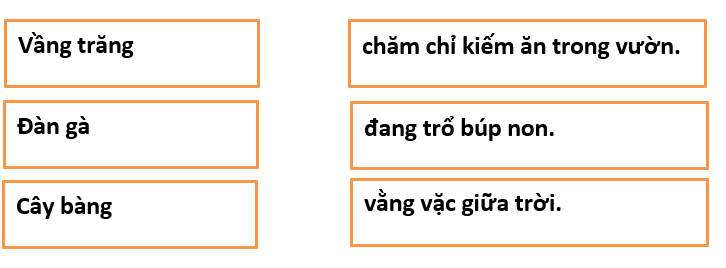 Vầng trăng
chăm chỉ kiếm ăn trong vườn.
Đàn gà
đang trổ búp non.
Cây bàng
vằng vặc giữa trời.